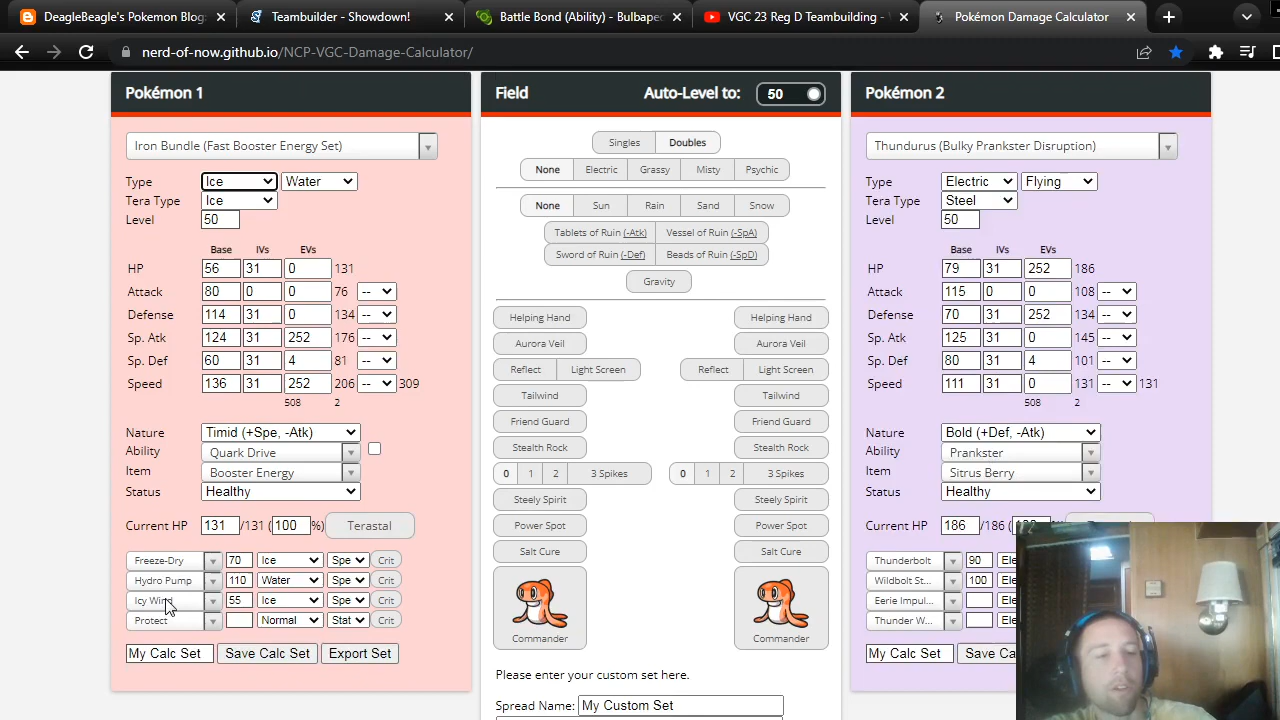 DeagleBeagle's Pokemon Blog:
Teambuilder - Showdown!
Battle Bond (Ability) - Bulbaped
VGC 23 Reg D Teambuilding -
Pokémon Damage Calculator
nerd-of-now.github.io/NCP-VGC-Damage-Calculator/
Pokémon 1
Iron Bundle (Fast Booster Energy Set)
Type Ice Water
Tera Type Ice
Level 50
Base IVs EVs
HP 56 31 0 131
Attack 80 0 0 76 --
Defense 114 31 0 134 --
Sp. Atk 124 31 252 176 --
Sp. Def 60 31 4 81 --
Speed 136 31 252 206 -- 309
508 2
Nature Timid (+Spe, -Atk)
Ability Quark Drive
Item Booster Energy
Status Healthy
Current HP 131 /131 (100 %) Terastal
Freeze-Dry 70 Ice Spe Crit
Hydro Pump 110 Water Spe Crit
Icy Wind 55 Ice Spe Crit
Protect Normal Stat Crit
My Calc Set Save Calc Set Export Set
Field Auto-Level to: 50
Singles Doubles
None Electric Grassy Misty Psychic
None Sun Rain Sand Snow
Tablets of Ruin (-Atk) Vessel of Ruin (-SpA)
Sword of Ruin (-Def) Beads of Ruin (-SpD)
Gravity
Helping Hand Helping Hand
Aurora Veil Aurora Veil
Reflect Light Screen Reflect Light Screen
Tailwind Tailwind
Friend Guard Friend Guard
Stealth Rock Stealth Rock
0 1 2 3 Spikes 0 1 2 3 Spikes
Steely Spirit Steely Spirit
Power Spot Power Spot
Salt Cure Salt Cure
Commander Commander
Please enter your custom set here.
Spread Name: My Custom Set
Pokémon 2
Thundurus (Bulky Prankster Disruption)
Type Electric Flying
Tera Type Steel
Level 50
Base IVs EVs
HP 79 31 252 186
Attack 115 0 0 108 --
Defense 70 31 252 134 --
Sp. Atk 125 31 0 145 --
Sp. Def 80 31 4 101 --
Speed 111 31 0 131 -- 131
508 2
Nature Bold (+Def, -Atk)
Ability Prankster
Item Sitrus Berry
Status Healthy
Current HP 186 /186
Thunderbolt 90 Ele
Wildbolt St... 100 Ele
Eerie Impul... Ele
Thunder W... Ele
My Calc Set Save C